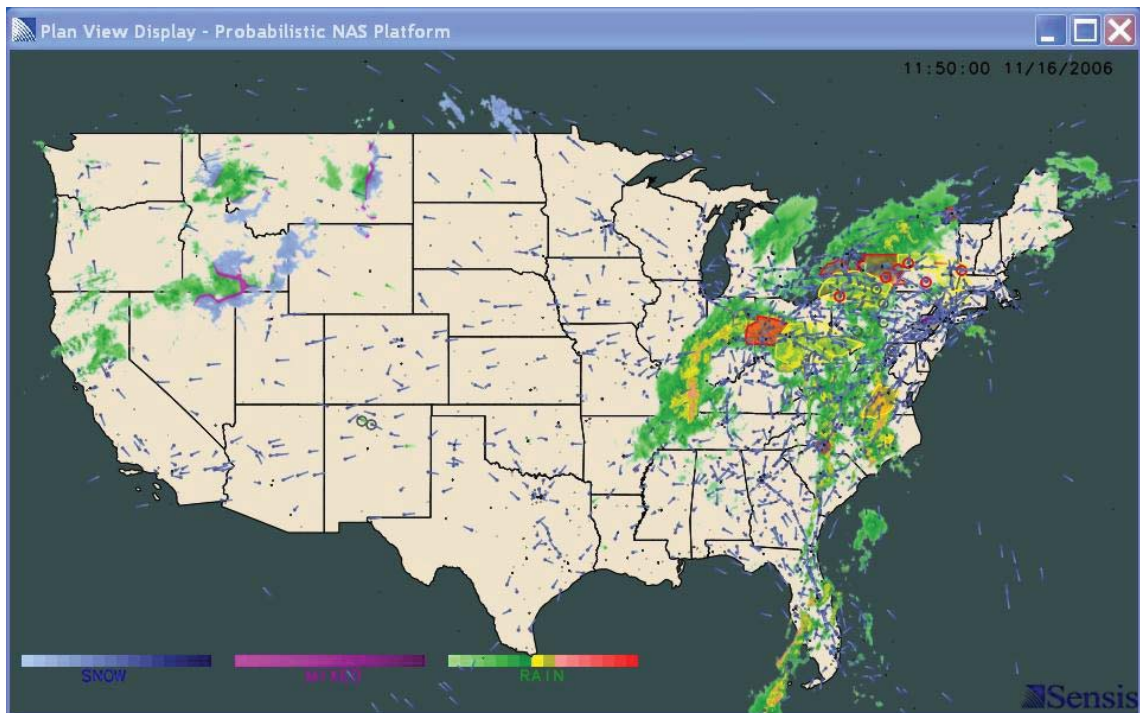 Plan View Display - Probabilistic NAS Platform
11:50:00 11/16/2006
SNOW
MIXED
RAIN
Sensis